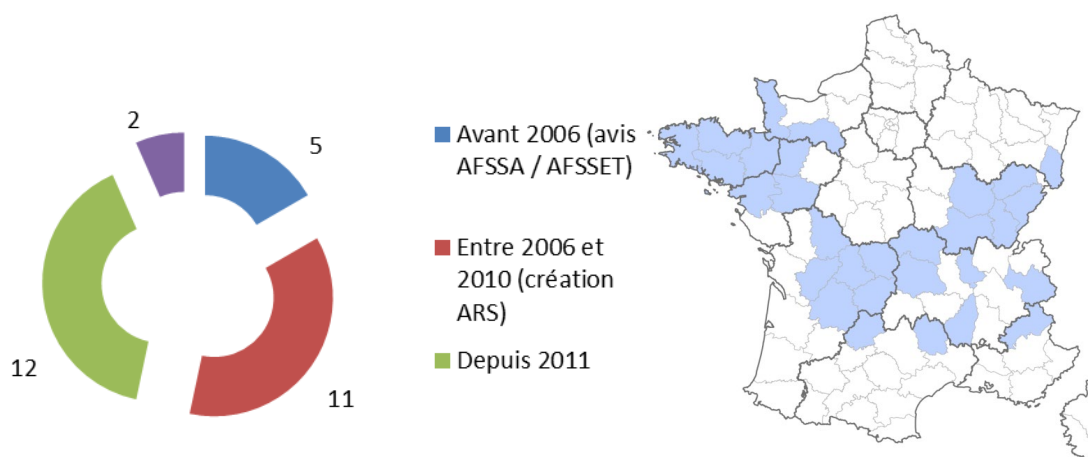 2
5
12
11
Avant 2006 (avis
AFSSA / AFSSET)
Entre 2006 et
2010 (création
ARS)
Depuis 2011